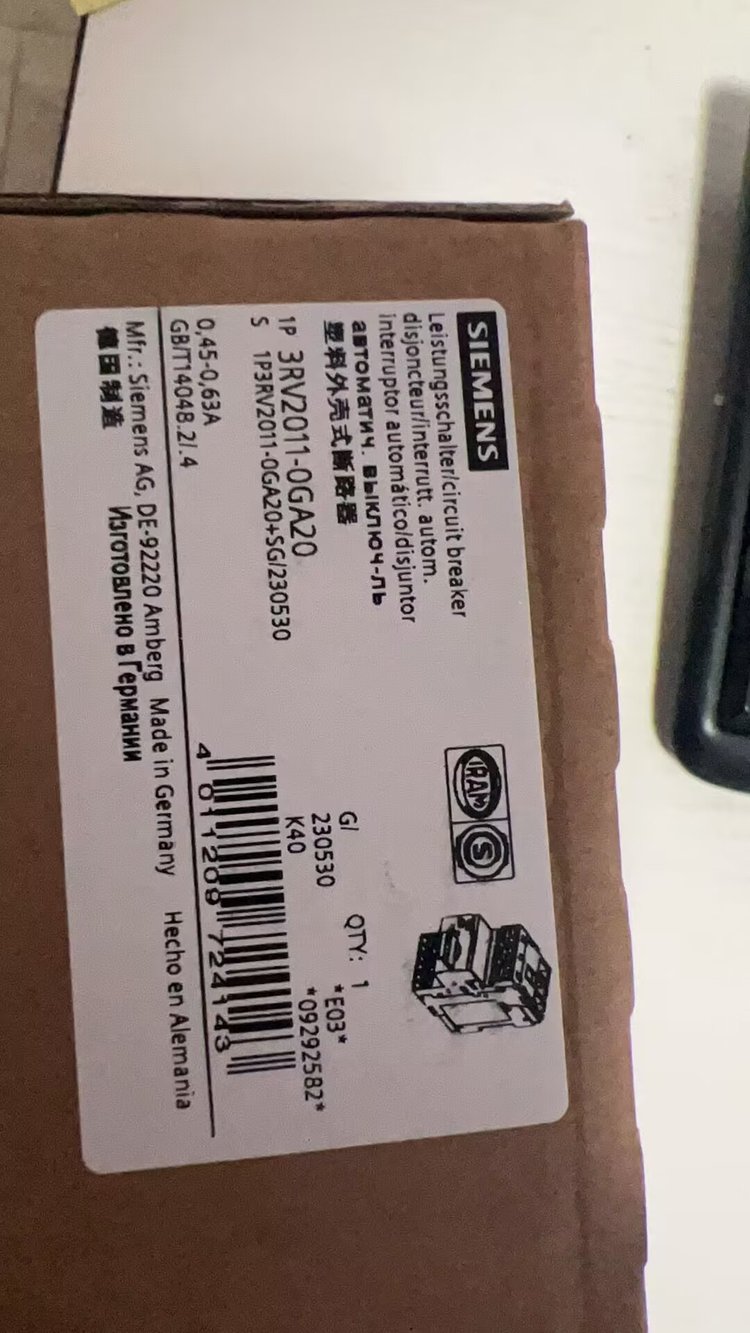 SIEMENS
Leistungsschalter/circuit breaker
disjoncteur/interrutt. autom.
interruptor automático/disjuntor
автоматич. выключ-ль
塑料外壳式断路器
1P 3RV2011-0GA20
S 1P3RV2011-0GA20+SG/230530
0,45-0,63A
GB/T14048.2/.4
IRAM
S
G/
230530
K40
QTY: 1
*E03*
*09292582*
4 011209 724143
Mfr.: Siemens AG, DE-92220 Amberg Made in Germany Hecho en Alemania
德国制造 Изготовлено в Германии